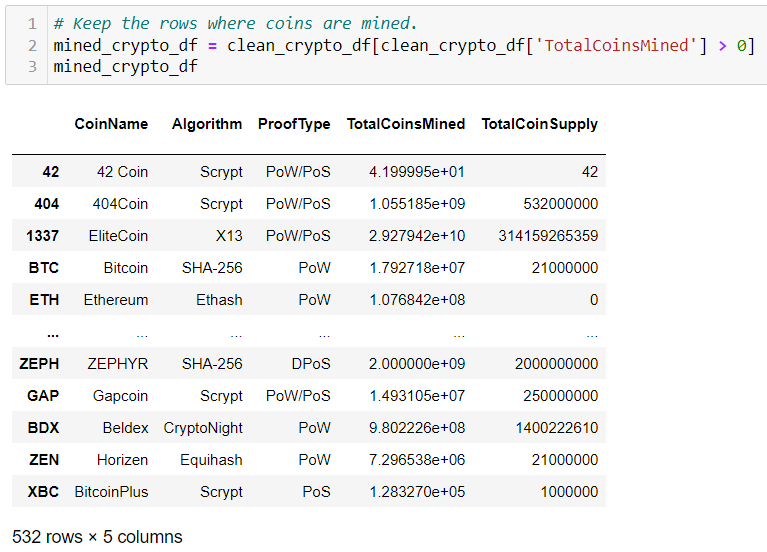 1 # Keep the rows where coins are mined.
2 mined_crypto_df = clean_crypto_df[clean_crypto_df['TotalCoinsMined'] > 0]
3 mined_crypto_df
CoinName Algorithm ProofType TotalCoinsMined TotalCoinSupply
42 42 Coin Scrypt PoW/PoS 4.199995e+01 42
404 404Coin Scrypt PoW/PoS 1.055185e+09 532000000
1337 EliteCoin X13 PoW/PoS 2.927942e+10 314159265359
BTC Bitcoin SHA-256 PoW 1.792718e+07 21000000
ETH Ethereum Ethash PoW 1.076842e+08 0
... ... ... ... ... ...
ZEPH ZEPHYR SHA-256 DPoS 2.000000e+09 2000000000
GAP Gapcoin Scrypt PoW/PoS 1.493105e+07 250000000
BDX Beldex CryptoNight PoW 9.802226e+08 1400222610
ZEN Horizen Equihash PoW 7.296538e+06 21000000
XBC BitcoinPlus Scrypt PoS 1.283270e+05 1000000
532 rows × 5 columns